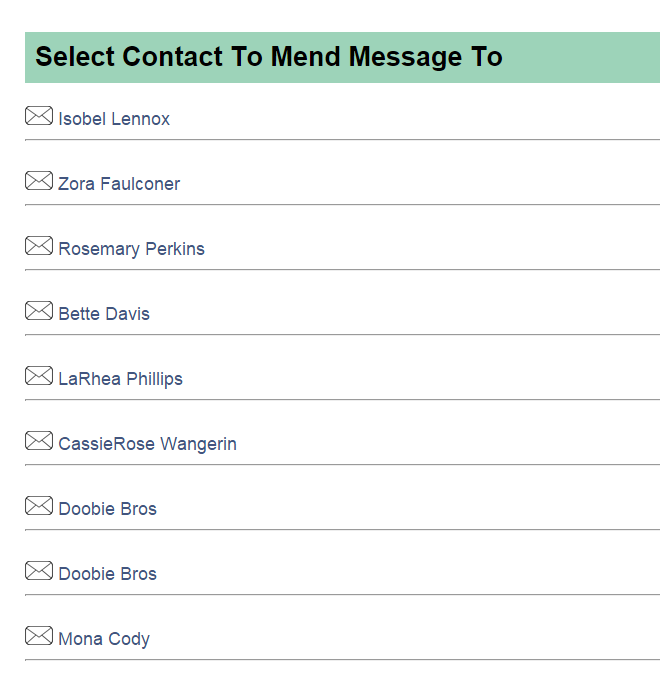 Select Contact To Mend Message To
Isobel Lennox
Zora Faulconer
Rosemary Perkins
Bette Davis
LaRhea Phillips
CassieRose Wangerin
Doobie Bros
Doobie Bros
Mona Cody